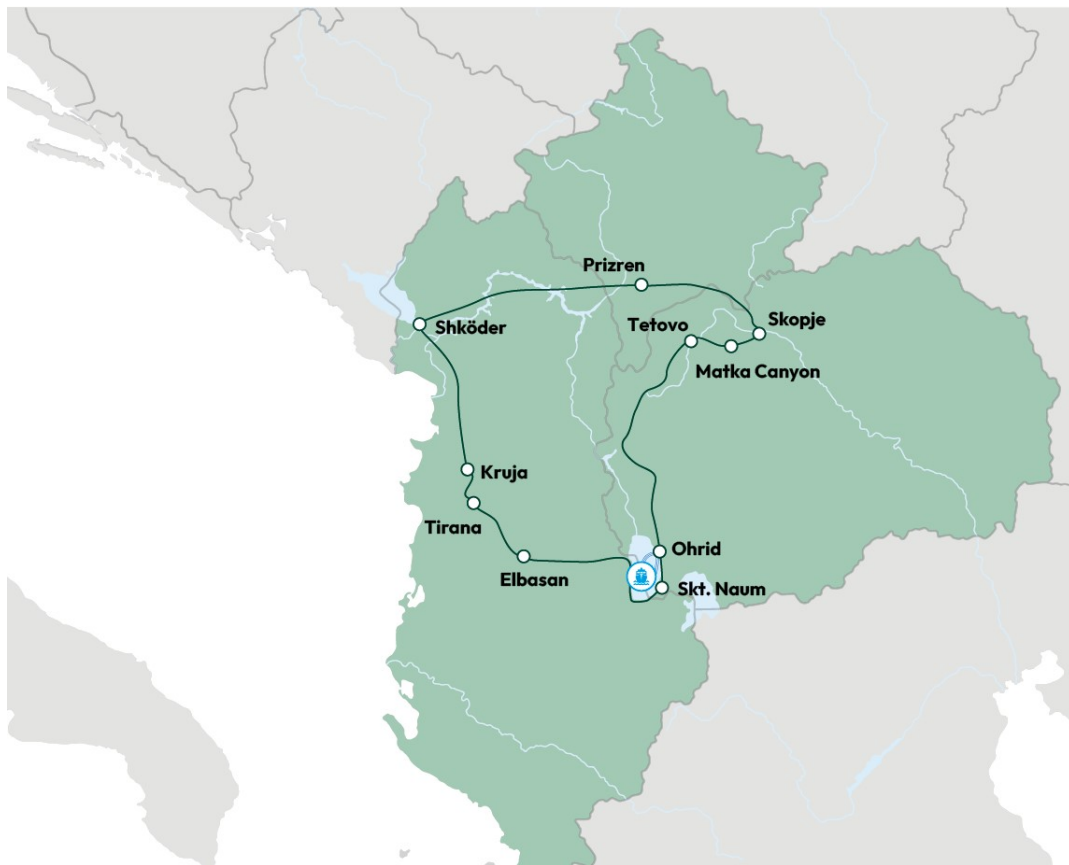 Prizren
Skopje
Tetovo
Shköder
Matka Canyon
Kruja
Tirana
Ohrid
Elbasan
Skt. Naum